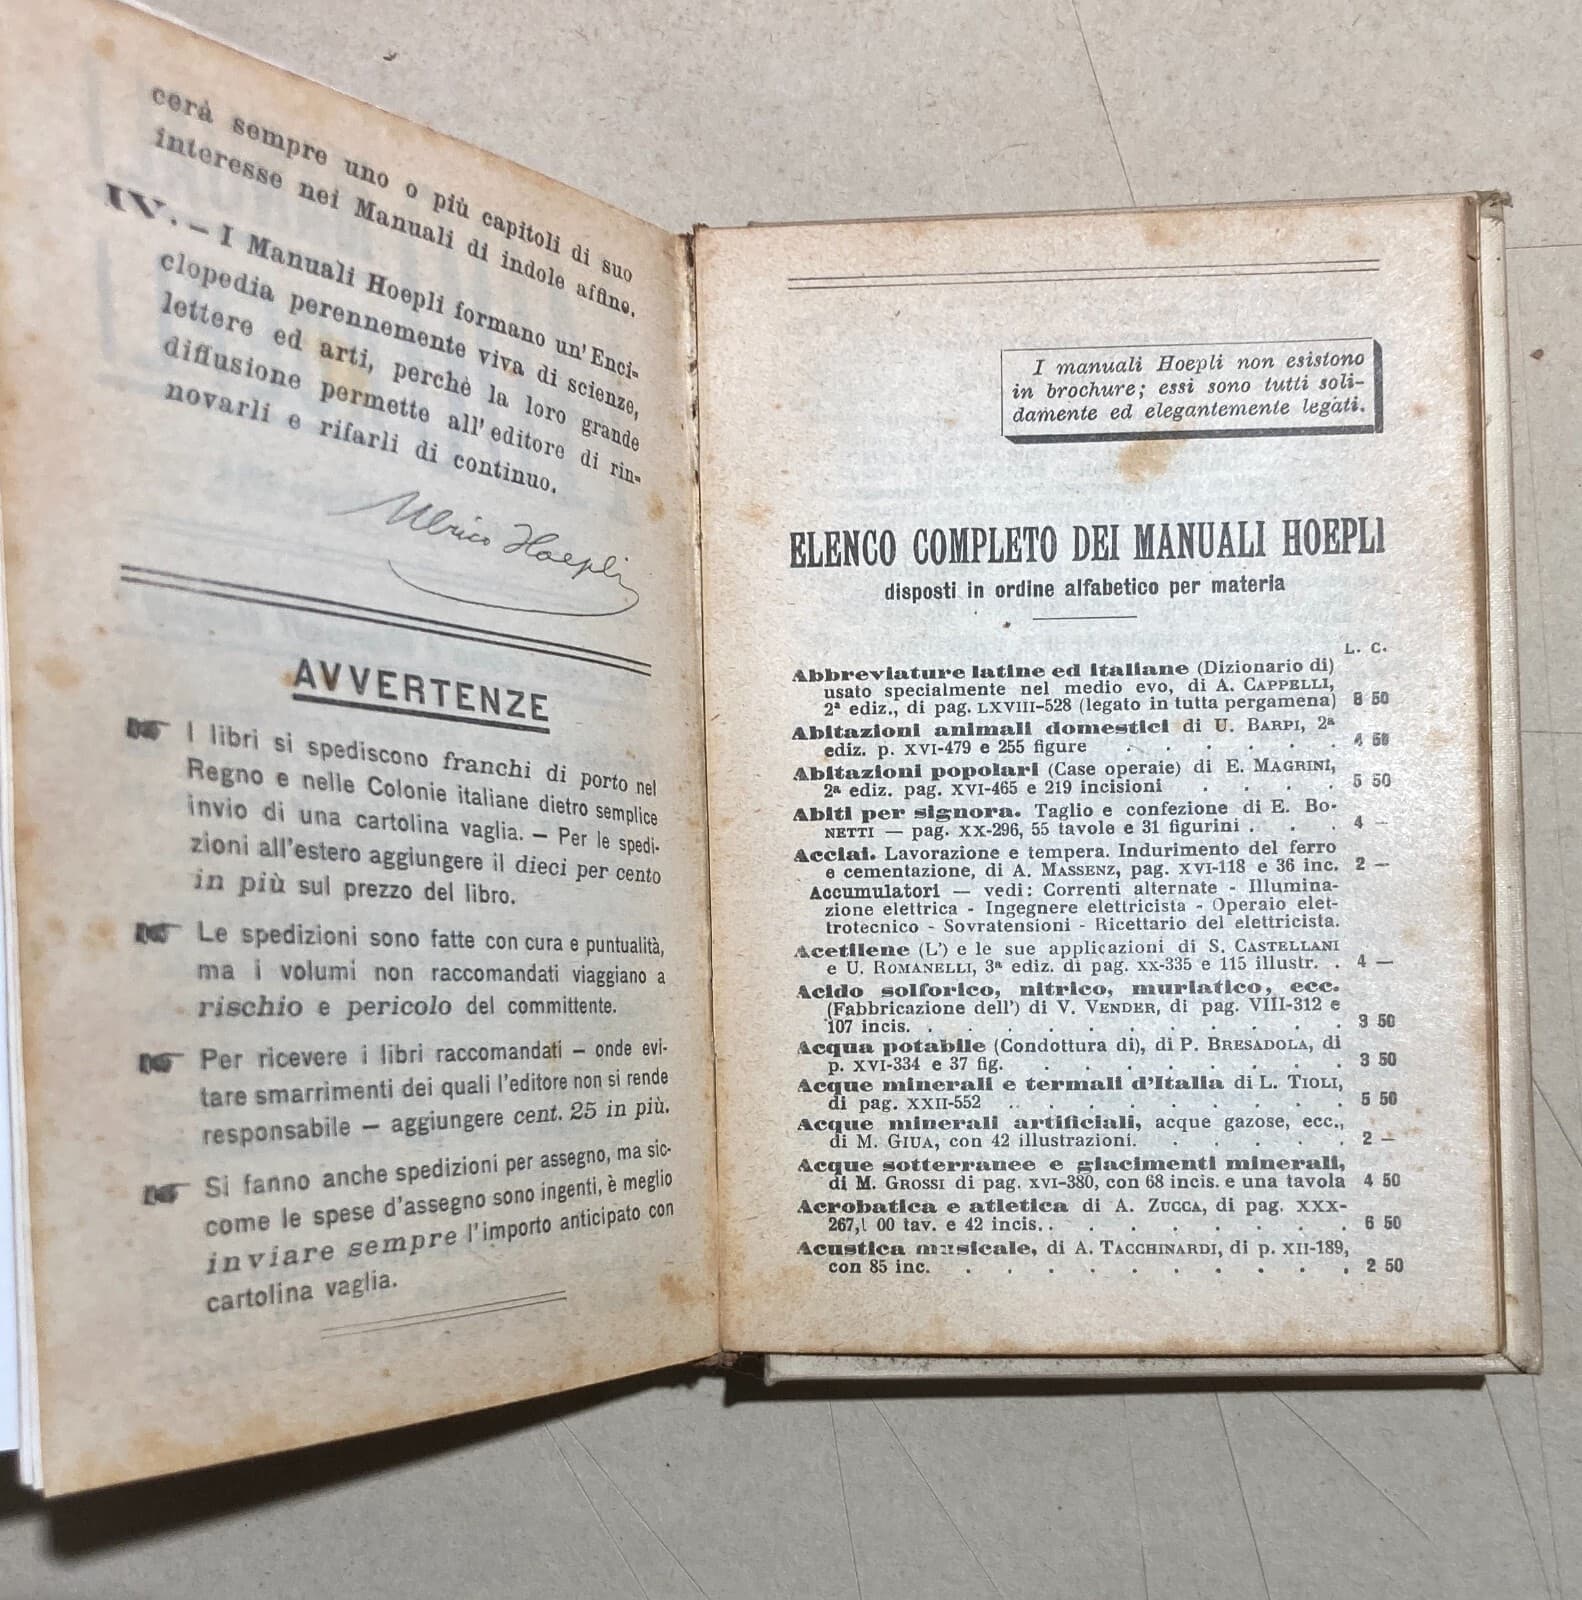 cerà sempre uno o più capitoli di suo
interesse nei Manuali di indole affine.
IV. – I Manuali Hoepli formano un'Enci-
clopedia perennemente viva di scienze,
lettere ed arti, perchè la loro grande
diffusione permette all'editore di rin-
novarli e rifarli di continuo.
Ulrico Hoepli
AVVERTENZE
I libri si spediscono franchi di porto nel
Regno e nelle Colonie italiane dietro semplice
invio di una cartolina vaglia. – Per le spedi-
zioni all'estero aggiungere il dieci per cento
in più sul prezzo del libro.
Le spedizioni sono fatte con cura e puntualità,
ma i volumi non raccomandati viaggiano a
rischio e pericolo del committente.
Per ricevere i libri raccomandati – onde evi-
tare smarrimenti dei quali l'editore non si rende
responsabile – aggiungere cent. 25 in più.
Si fanno anche spedizioni per assegno, ma sic-
come le spese d'assegno sono ingenti, è meglio
inviare sempre l'importo anticipato con
cartolina vaglia.
I manuali Hoepli non esistono
in brochure; essi sono tutti soli-
damente ed elegantemente legati.
ELENCO COMPLETO DEI MANUALI HOEPLI
disposti in ordine alfabetico per materia
L. C.
Abbreviature latine ed italiane (Dizionario di)
usato specialmente nel medio evo, di A. CAPPELLI,
2ª ediz., di pag. LXVIII-528 (legato in tutta pergamena) 8 50
Abitazioni animali domestici di U. BARPI, 2ª
ediz. p. XVI-479 e 255 figure . . . . . . 4 50
Abitazioni popolari (Case operaie) di E. MAGRINI,
2ª ediz. pag. XVI-465 e 219 incisioni . . . . 5 50
Abiti per signora. Taglio e confezione di E. BO-
NETTI — pag. XX-296, 55 tavole e 31 figurini . . . 4 —
Acciai. Lavorazione e tempera. Indurimento del ferro
e cementazione, di A. MASSENZ, pag. XVI-118 e 36 inc. 2 —
Accumulatori — vedi: Correnti alternate - Illumina-
zione elettrica - Ingegnere elettricista - Operaio elet-
trotecnico - Sovratensioni - Ricettario del elettricista.
Acetilene (L') e le sue applicazioni di S. CASTELLANI
e U. ROMANELLI, 3ª ediz. di pag. XX-335 e 115 illustr. . 4 —
Acido solforico, nitrico, muriatico, ecc.
(Fabbricazione dell') di V. VENDER, di pag. VIII-312 e
107 incis. . . . . . . . . . . . 3 50
Acqua potabile (Condottura di), di P. BRESADOLA, di
p. XVI-334 e 37 fig. . . . . . . . . . 3 50
Acque minerali e termali d'Italia di L. TIOLI,
di pag. XXII-552 . . . . . . . . . 5 50
Acque minerali artificiali, acque gazose, ecc.,
di M. GIUA, con 42 illustrazioni. . . . . . 2 —
Acque sotterranee e giacimenti minerali,
di M. GROSSI di pag. XVI-380, con 68 incis. e una tavola 4 50
Acrobatica e atletica di A. ZUCCA, di pag. XXX-
267, 00 tav. e 42 incis. . . . . . . . . 6 50
Acustica musicale, di A. TACCHINARDI, di p. XII-189,
con 85 inc. . . . . . . . . . . 2 50